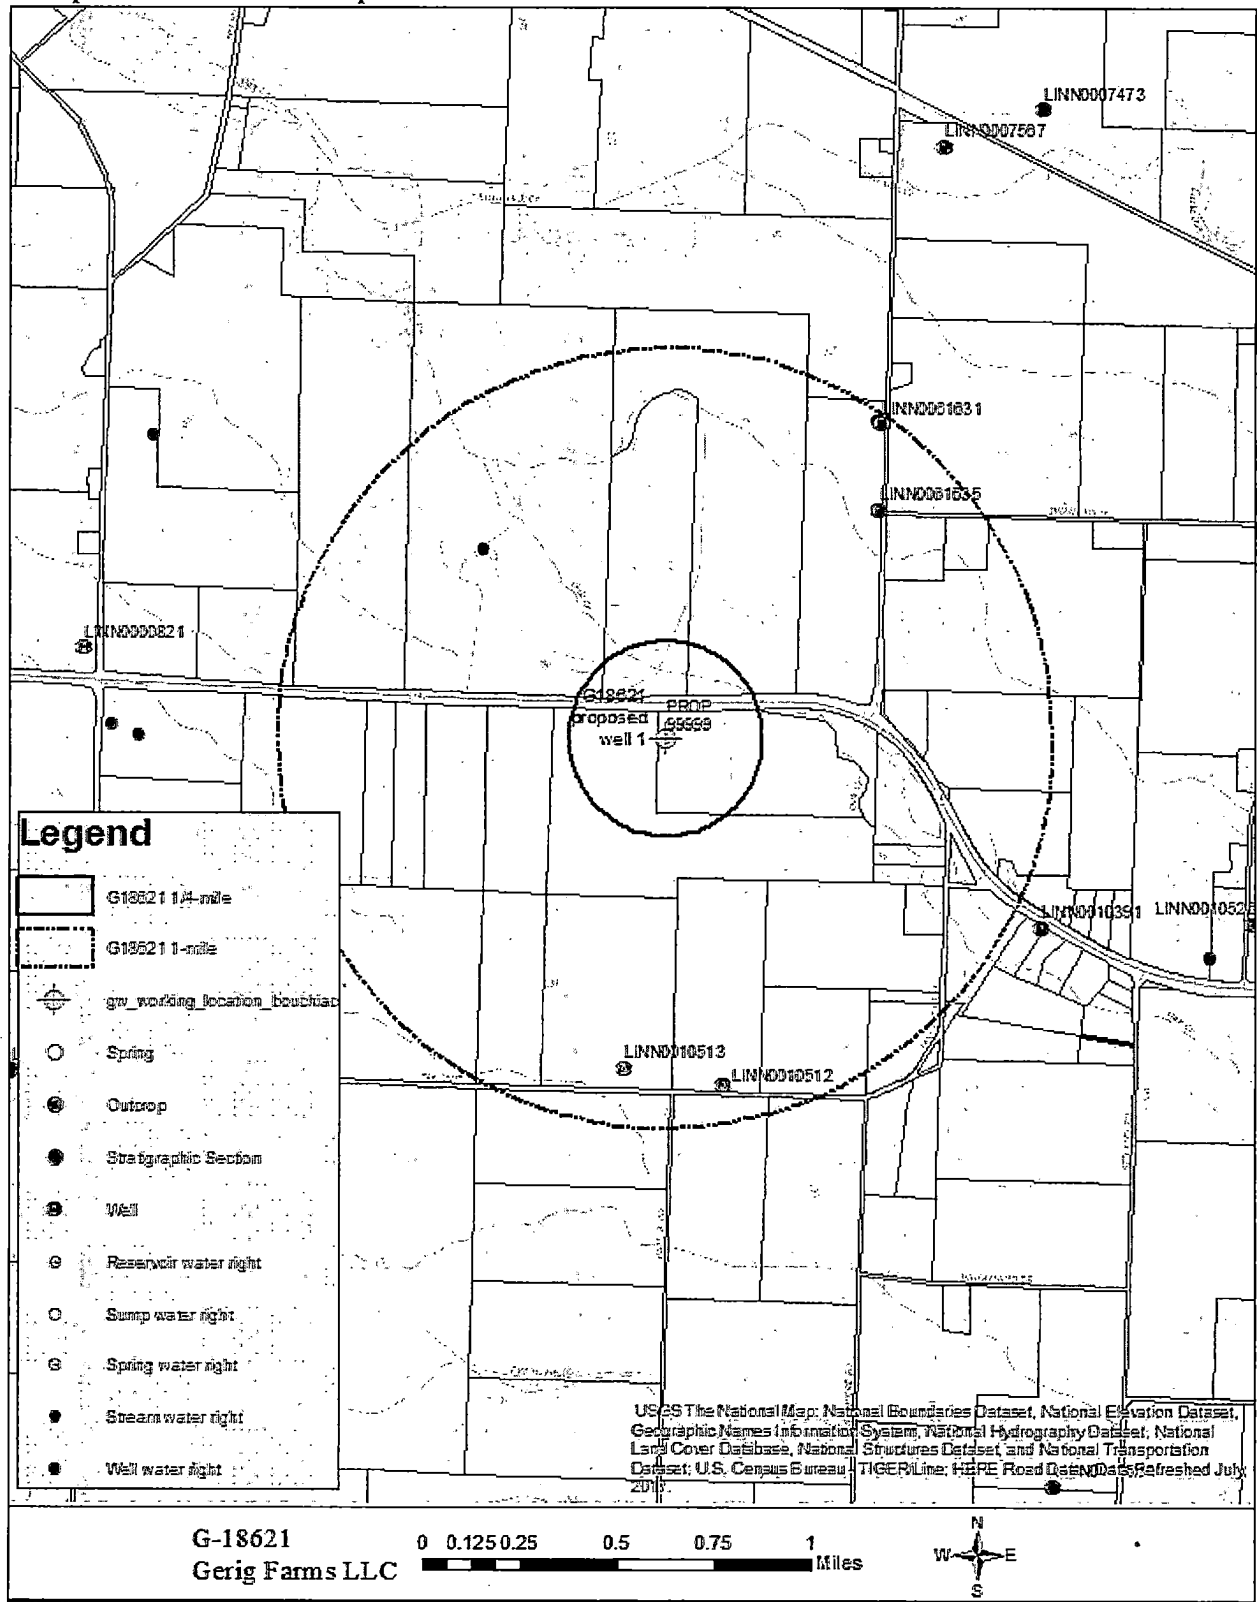 LINN0007473
LINN0007567
LINN0061631
LINN0061635
LINN0000821
G18621
proposed
well 1
PROP
99999
LINN0010391
LINN0010513
LINN0010512
Legend
G18621 1/4-mile
G18621 1-mile
gw_working_location_bouchiac
Spring
Outcrop
Stratigraphic Section
Well
Reservoir water right
Sump water right
Spring water right
Stream water right
Well water right
USGS The National Map: National Boundaries Dataset, National Elevation Dataset,
Geographic Names Information System, National Hydrography Dataset, National
Land Cover Database, National Structures Dataset, and National Transportation
Dataset; U.S. Census Bureau - TIGER/Line; HERE Road Data. Data Refreshed July,
G-18621
Gerig Farms LLC
0 0.125 0.25 0.5 0.75 1
Miles
N
W E
S